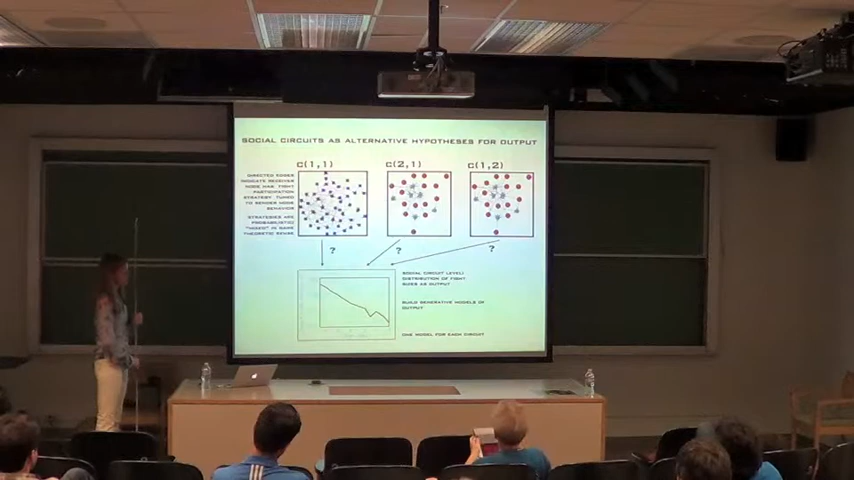 SOCIAL CIRCUITS AS ALTERNATIVE HYPOTHESES FOR OUTPUT
C(1,1)
C(2,1)
C(1,2)
DIRECTED EDGES
INDICATE RECEIVER
NODE HAS FIGHT
PARTICIPATION
STRATEGY TUNED
TO SENDER NODE
BEHAVIOR
STRATEGIES ARE
PROBABILISTIC
"MIXED" IN GAME
THEORETIC SENSE
?
?
?
SOCIAL CIRCUIT LEVEL:
DISTRIBUTION OF FIGHT
SIZES AS OUTPUT
BUILD GENERATIVE MODELS OF
OUTPUT
ONE MODEL FOR EACH CIRCUIT